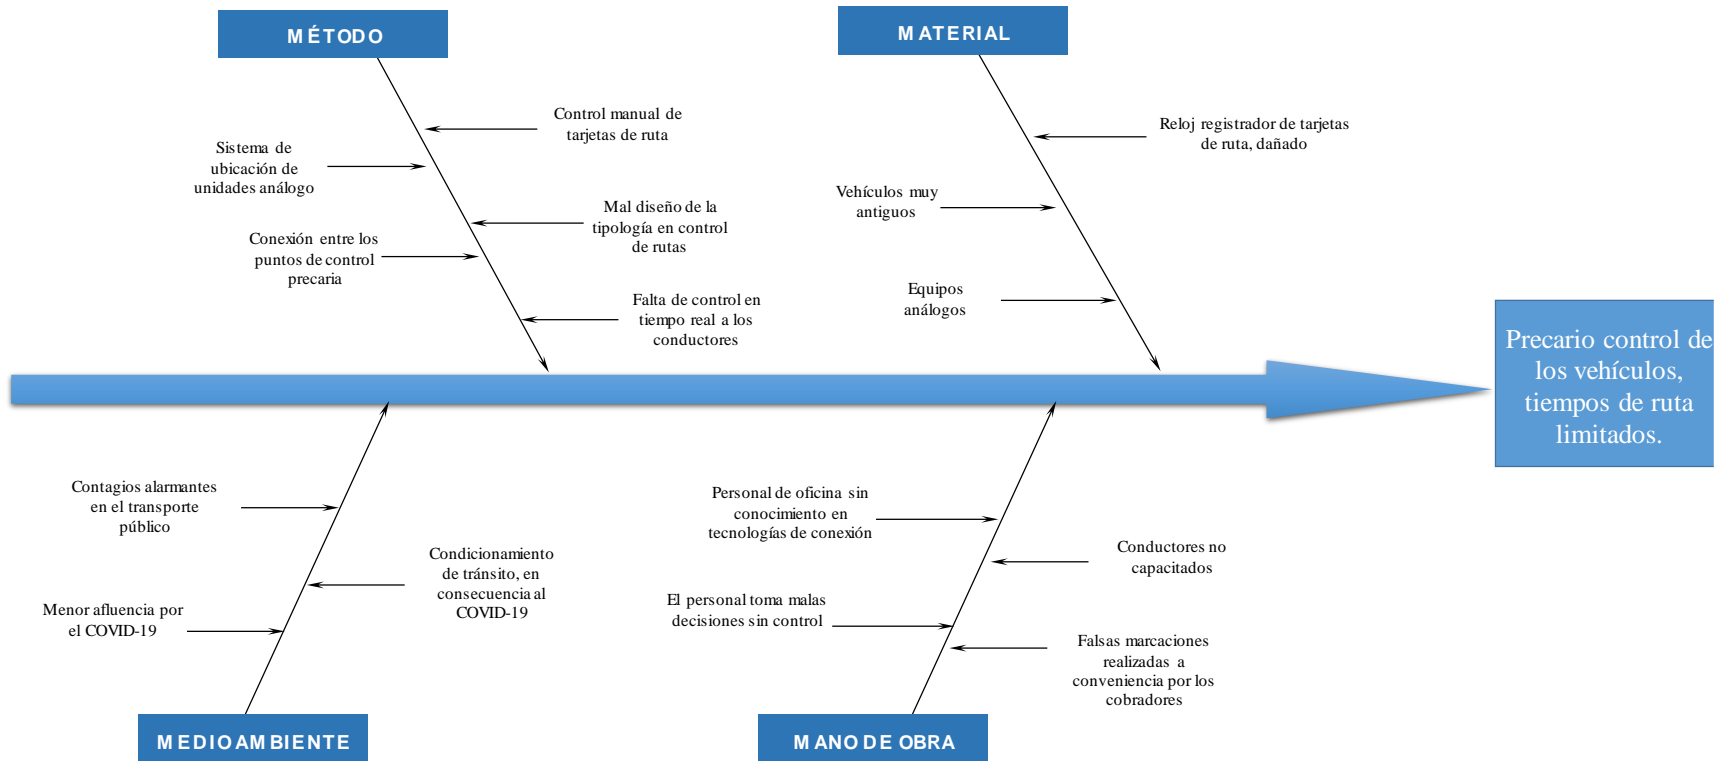 MÉTODO
MATERIAL
Control manual de
tarjetas de ruta
Sistema de
ubicación de
unidades análogo
Mal diseño de la
tipología en control
de rutas
Conexión entre los
puntos de control
precaria
Falta de control en
tiempo real a los
conductores
Reloj registrador de tarjetas
de ruta, dañado
Vehículos muy
antiguos
Equipos
análogos
Precario control de
los vehículos,
tiempos de ruta
limitados.
Contagios alarmantes
en el transporte
público
Condicionamiento
de tránsito, en
consecuencia al
COVID-19
Menor afluencia por
el COVID-19
Personal de oficina sin
conocimiento en
tecnologías de conexión
Conductores no
capacitados
El personal toma malas
decisiones sin control
Falsas marcaciones
realizadas a
conveniencia por los
cobradores
MEDIO AMBIENTE
MANO DE OBRA